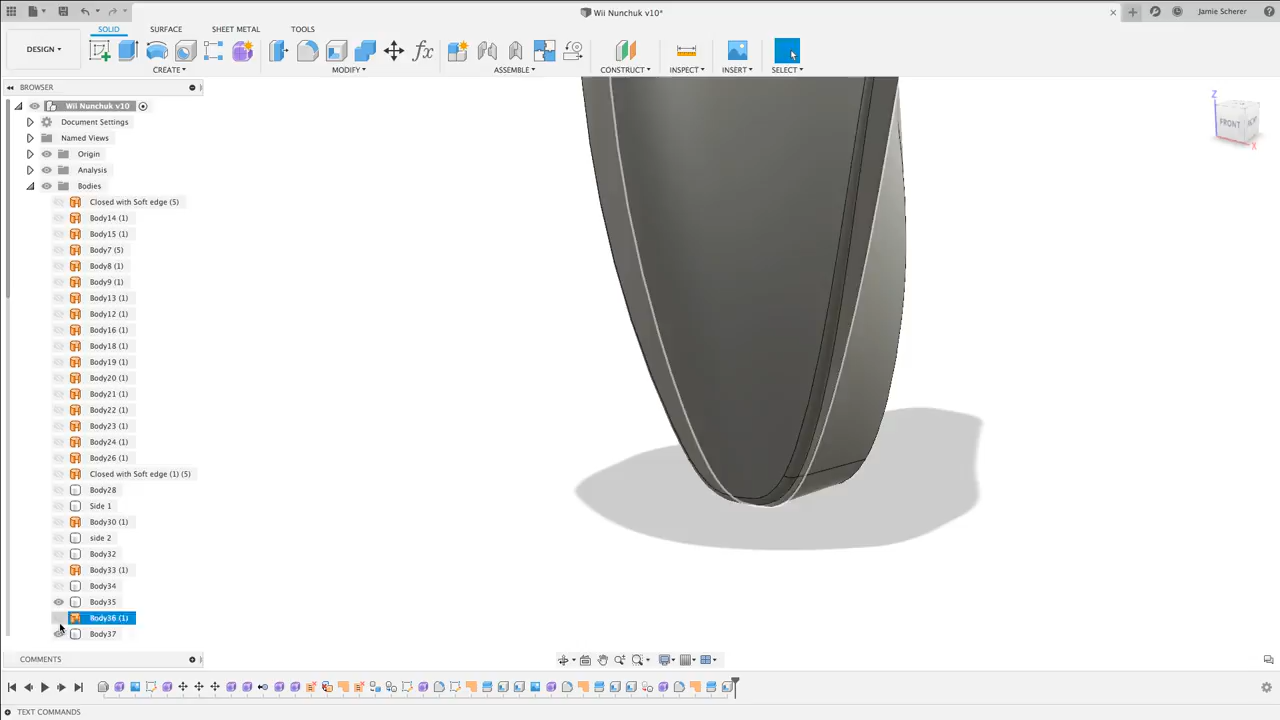 Wii Nunchuk v10*
Jamie Scherer
DESIGN
SOLID SURFACE SHEET METAL TOOLS
fx
CREATE MODIFY ASSEMBLE CONSTRUCT INSPECT INSERT SELECT
BROWSER
Wii Nunchuk v10
Document Settings
Named Views
Origin
Analysis
Bodies
Closed with Soft edge (5)
Body14 (1)
Body15 (1)
Body7 (5)
Body8 (1)
Body9 (1)
Body13 (1)
Body12 (1)
Body16 (1)
Body18 (1)
Body19 (1)
Body20 (1)
Body21 (1)
Body22 (1)
Body23 (1)
Body24 (1)
Body26 (1)
Closed with Soft edge (1) (5)
Body28
Side 1
Body30 (1)
side 2
Body32
Body33 (1)
Body34
Body35
Body36 (1)
Body37
Z
FRONT
X
COMMENTS
TEXT COMMANDS